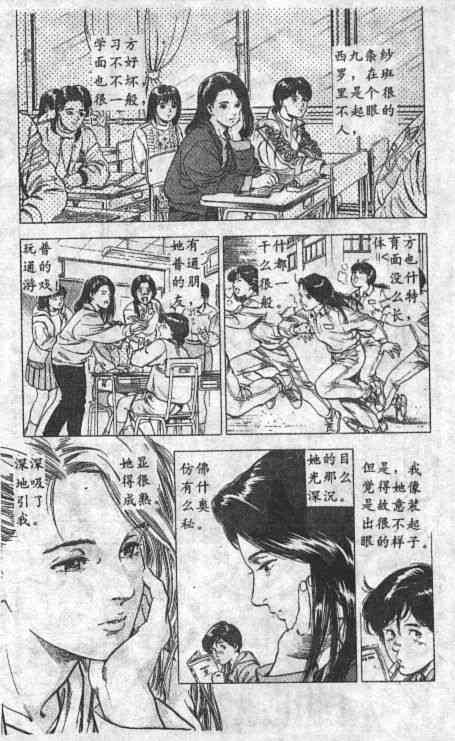 西九条纱
罗，在班
里是个很
不起眼的
人，
学习方
面不好
也不坏
很一般，
体育方
面也
没什
么特
长，
干什
么都
很一
般
她有
普通
的朋
友，
玩普
通的
游戏
但是，我
觉得她像
是故意装
出很不起
眼的样子。
她的目
光那么
深沉。
仿佛
有什
么奥
秘。
她显
得很
成熟。
深深
地吸
引了
我。